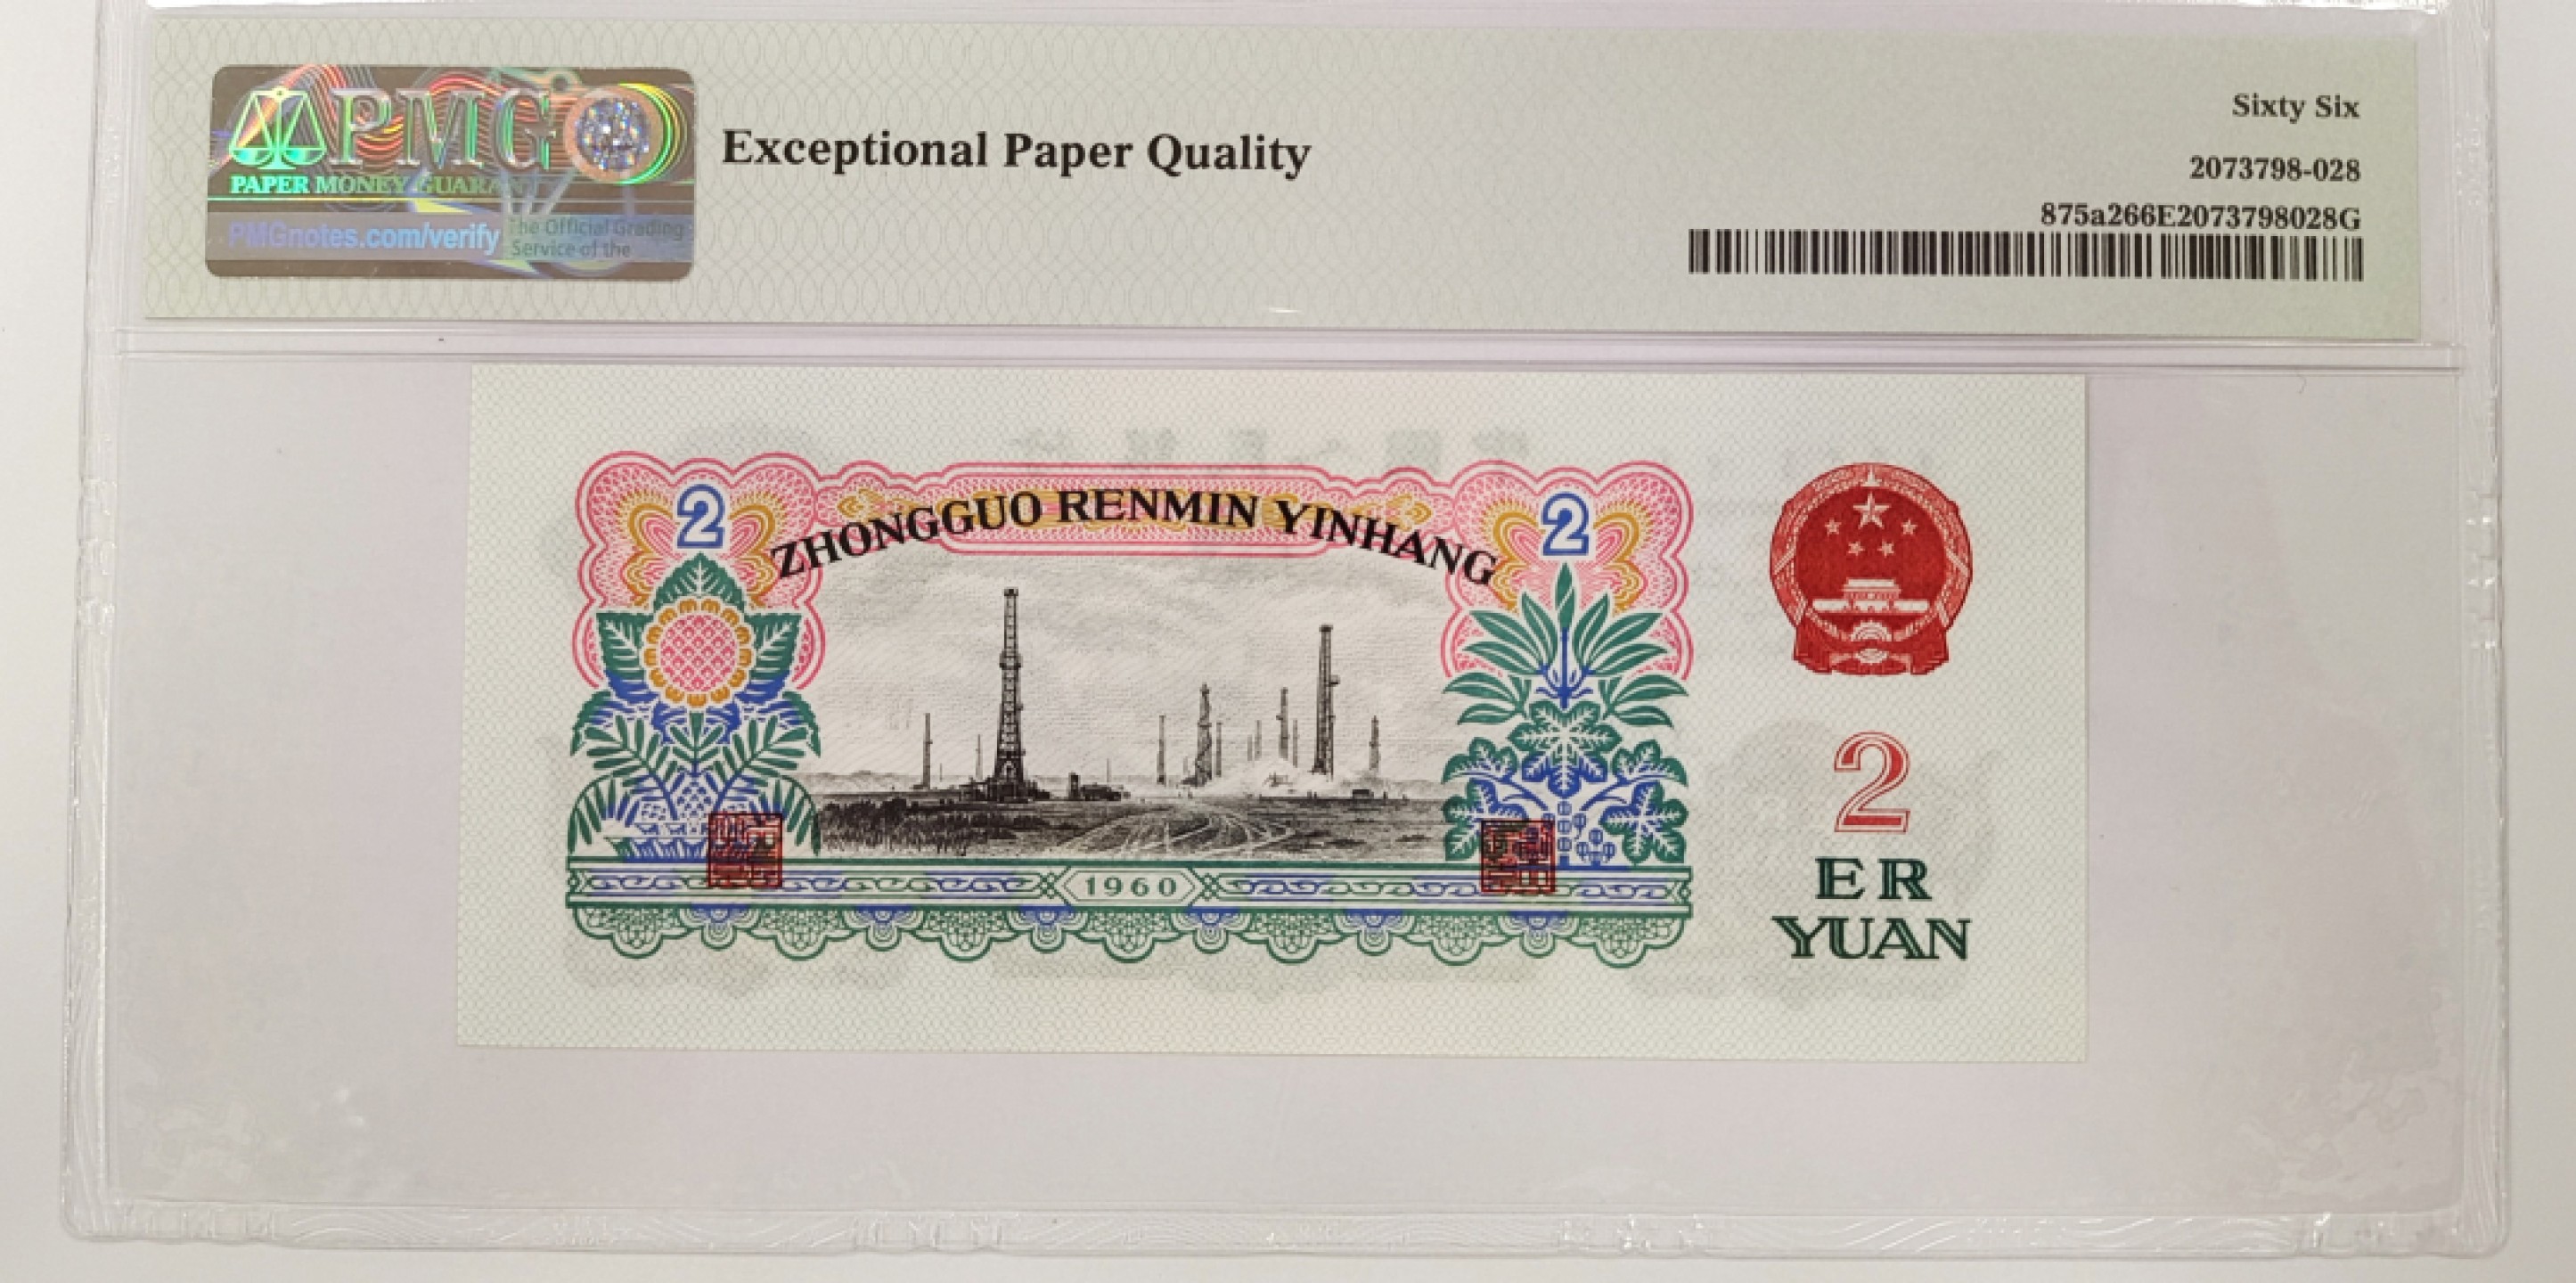 PMG
PAPER MONEY GUARAN
PMGnotes.com/verify
The Official Grading
Service of the
Exceptional Paper Quality
Sixty Six
2073798-028
875a266E2073798028G
2
ZHONGGUO RENMIN YINHANG
2
1960
2
ER
YUAN